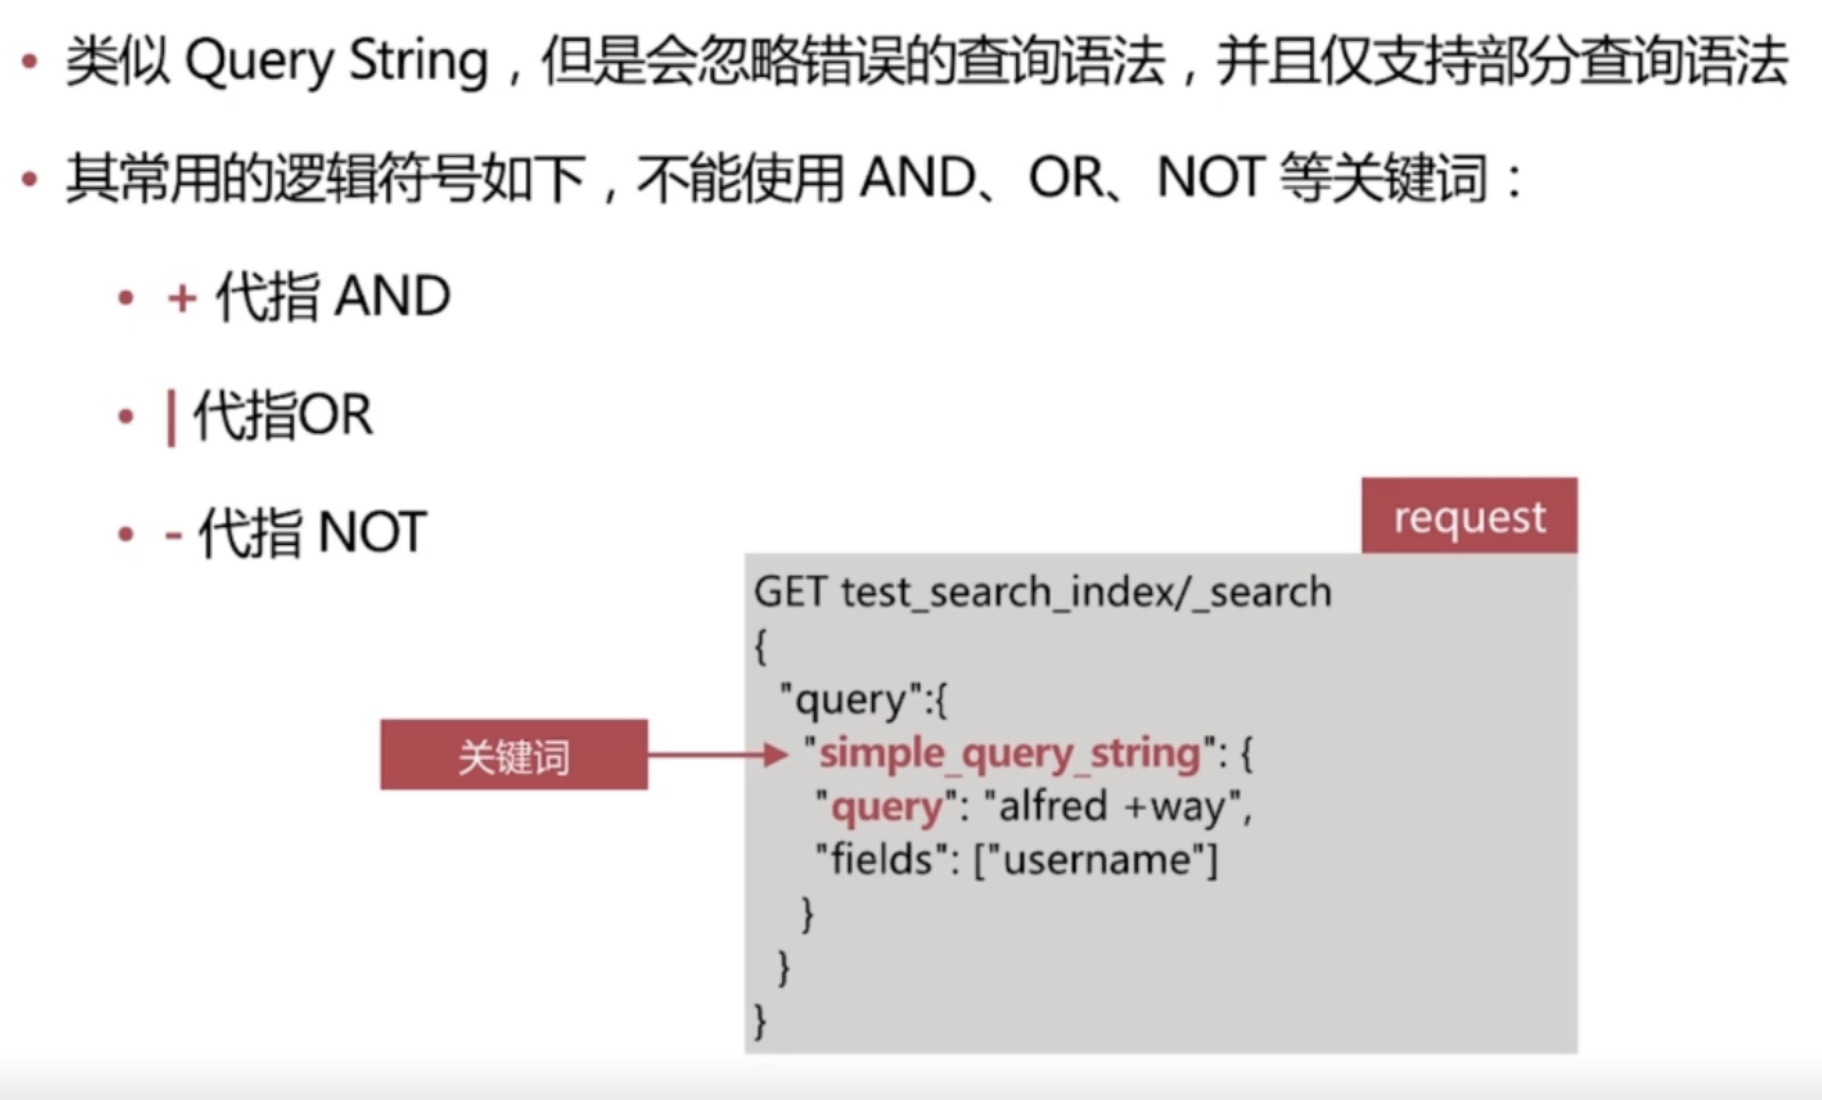 • 类似 Query String，但是会忽略错误的查询语法，并且仅支持部分查询语法
• 其常用的逻辑符号如下，不能使用 AND、OR、NOT 等关键词：
• + 代指 AND
• | 代指OR
• - 代指 NOT
request
GET test_search_index/_search
{
"query":{
关键词
"simple_query_string": {
"query": "alfred +way",
"fields": ["username"]
}
}
}